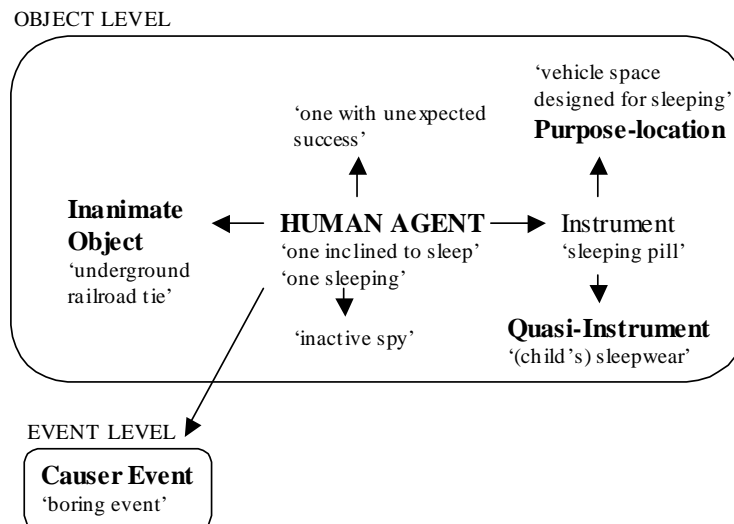 OBJECT LEVEL
‘vehicle space
designed for sleeping’
Purpose-location
‘one with unexpected
success’
Inanimate
Object
‘underground
railroad tie’
HUMAN AGENT
‘one inclined to sleep’
‘one sleeping’
Instrument
‘sleeping pill’
‘inactive spy’
Quasi-Instrument
‘(child’s) sleepwear’
EVENT LEVEL
Causer Event
‘boring event’